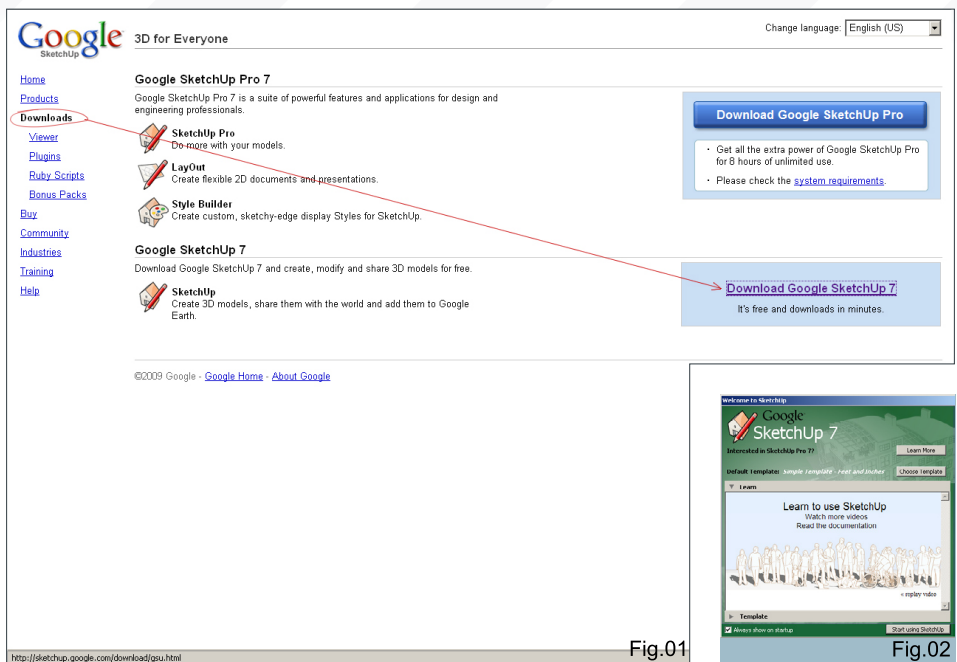 Google
SketchUp
3D for Everyone
Change language: English (US)
Home
Products
Downloads
Viewer
Plugins
Ruby Scripts
Bonus Packs
Buy
Community
Industries
Training
Help
Google SketchUp Pro 7
Google SketchUp Pro 7 is a suite of powerful features and applications for design and
engineering professionals.
SketchUp Pro
Do more with your models.
LayOut
Create flexible 2D documents and presentations.
Style Builder
Create custom, sketchy-edge display Styles for SketchUp.
Download Google SketchUp Pro
· Get all the extra power of Google SketchUp Pro
for 8 hours of unlimited use.
· Please check the system requirements.
Google SketchUp 7
Download Google SketchUp 7 and create, modify and share 3D models for free.
SketchUp
Create 3D models, share them with the world and add them to Google
Earth.
Download Google SketchUp 7
It's free and downloads in minutes.
©2009 Google - Google Home - About Google
http://sketchup.google.com/download/gsu.html
Fig.01
Welcome to SketchUp
Google
SketchUp 7
Interested in SketchUp Pro 7?
Learn More
Default Template: Simple Template - Feet and Inches
Choose Template
Learn
Learn to use SketchUp
Watch more videos
Read the documentation
« replay video
Template
Always show on startup
Start using SketchUp
Fig.02